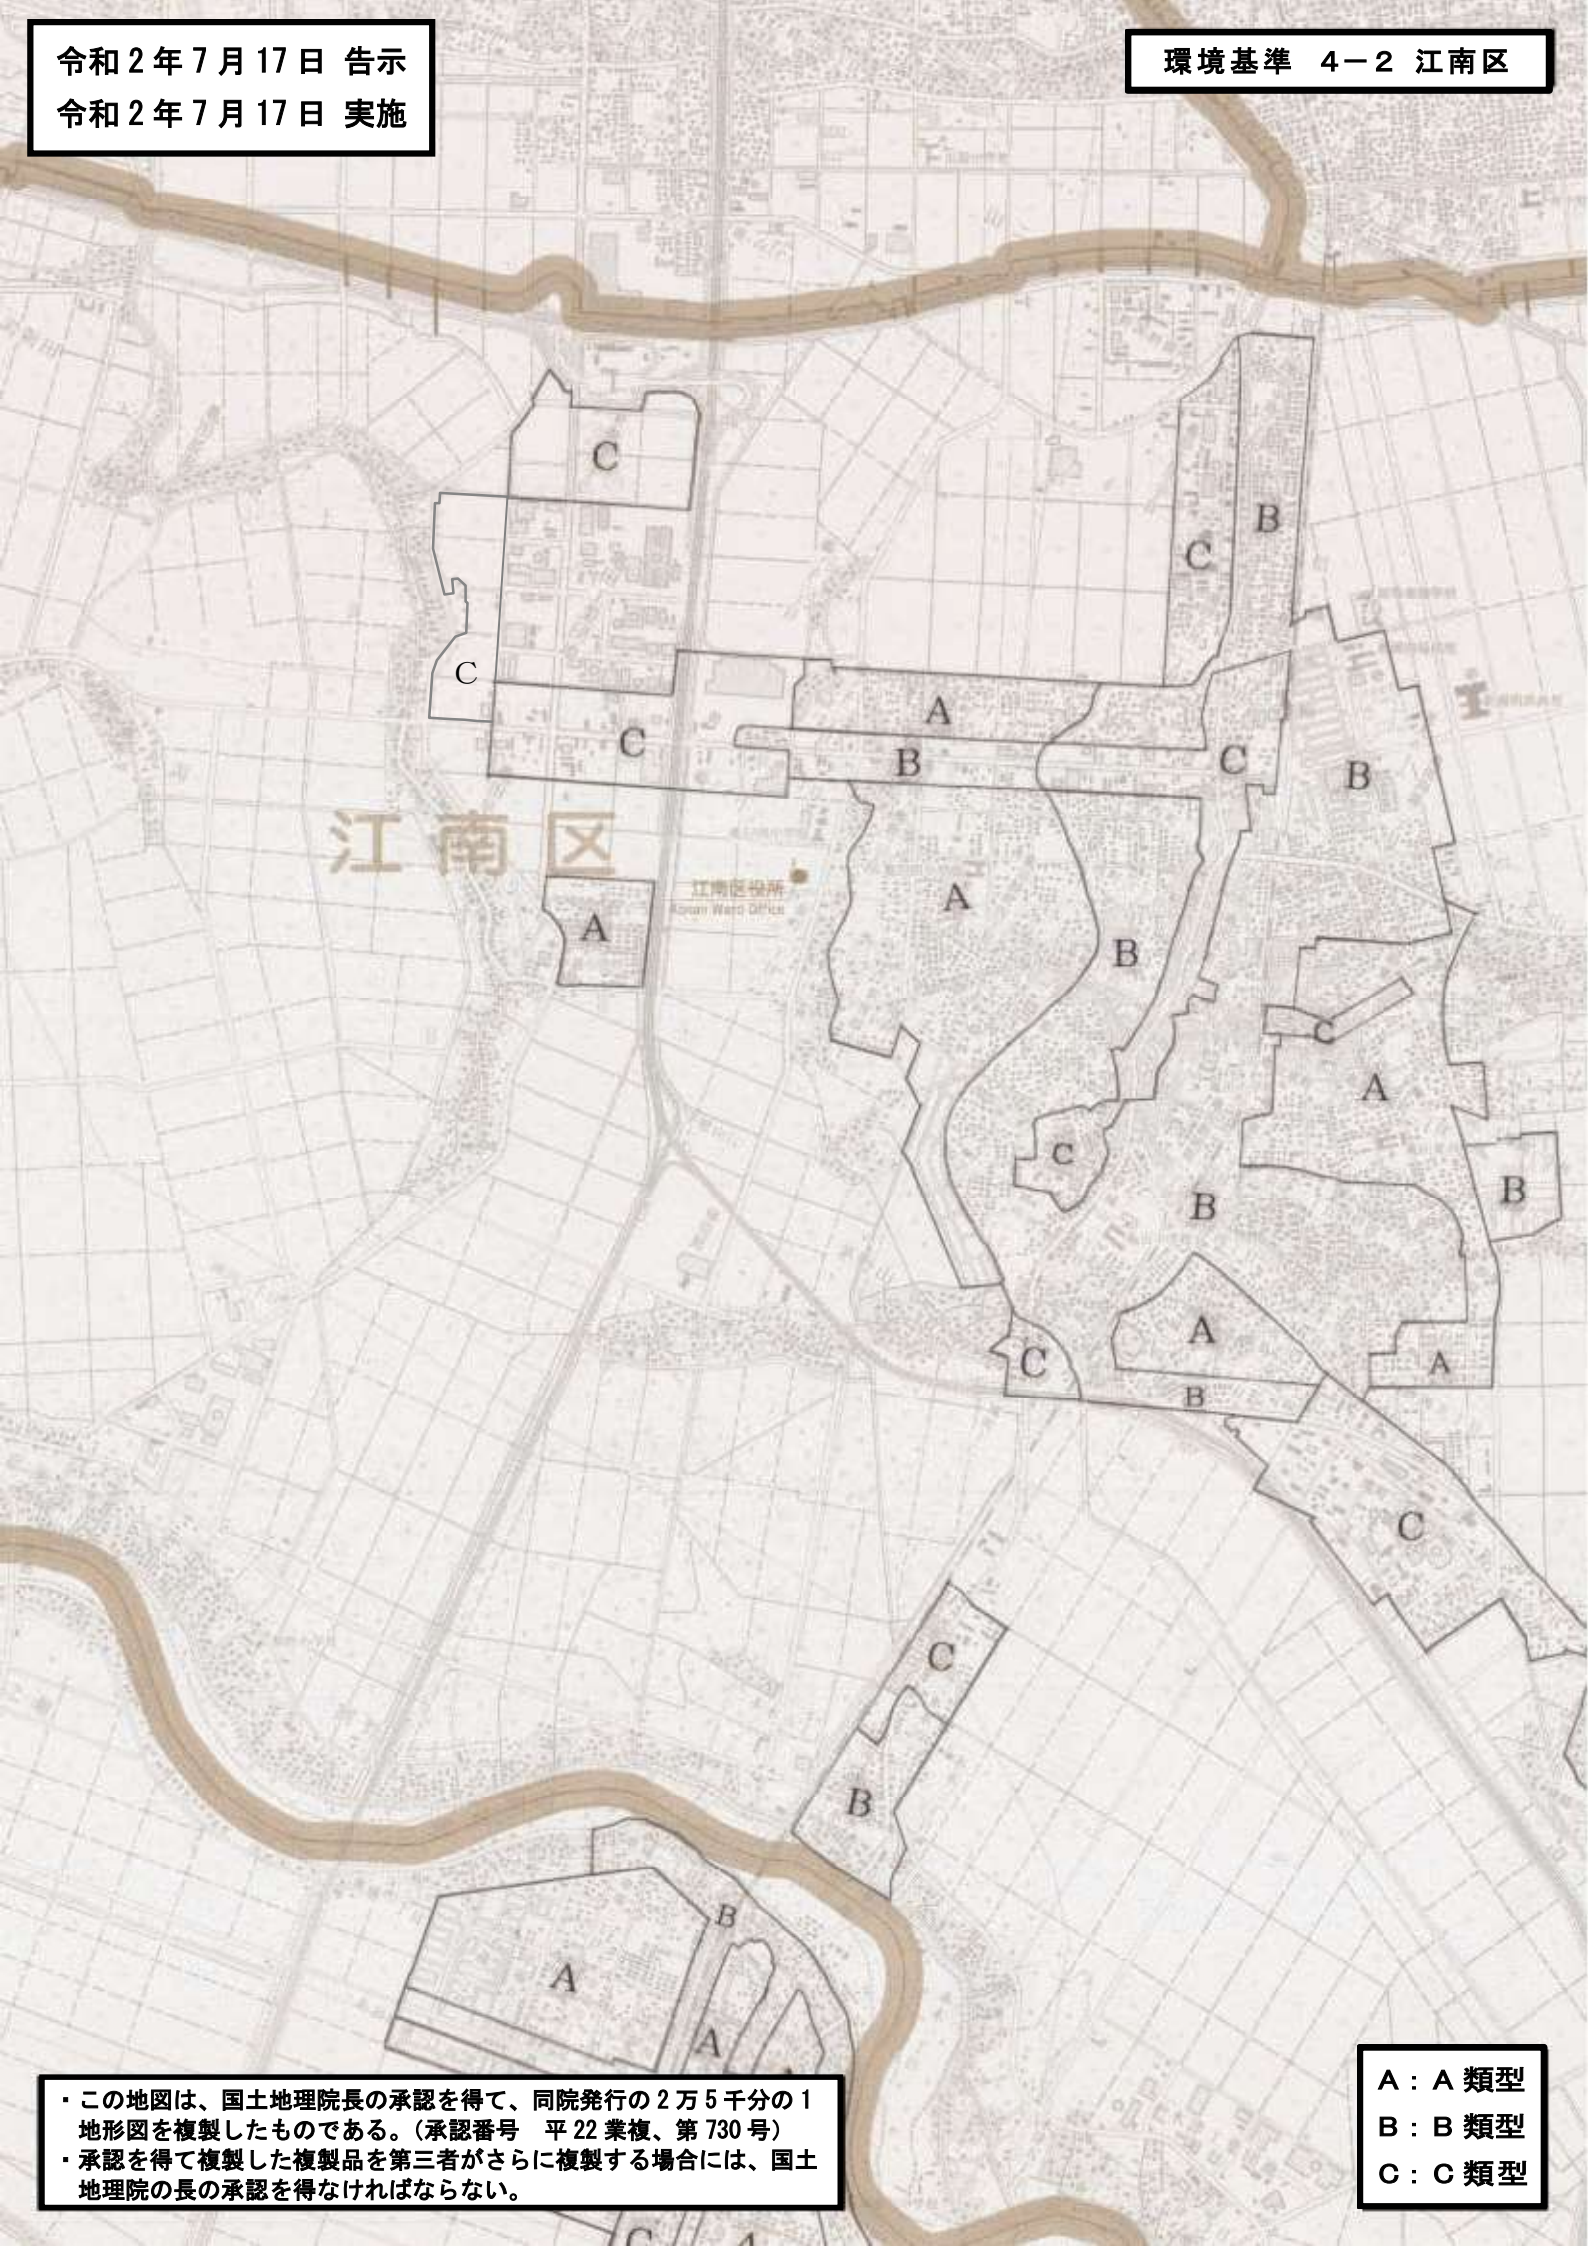 令和2年7月17日 告示
令和2年7月17日 実施
環境基準 4-2 江南区
C
B
C
C
A
C
B
C
B
江南区
江南区役所
Konan Ward Office
A
A
B
C
A
C
B
B
A
C
A
B
C
C
B
B
A
A
・この地図は、国土地理院長の承認を得て、同院発行の2万5千分の1
地形図を複製したものである。(承認番号 平22業複、第730号)
・承認を得て複製した複製品を第三者がさらに複製する場合には、国土
地理院の長の承認を得なければならない。
A:A類型
B:B類型
C:C類型
C